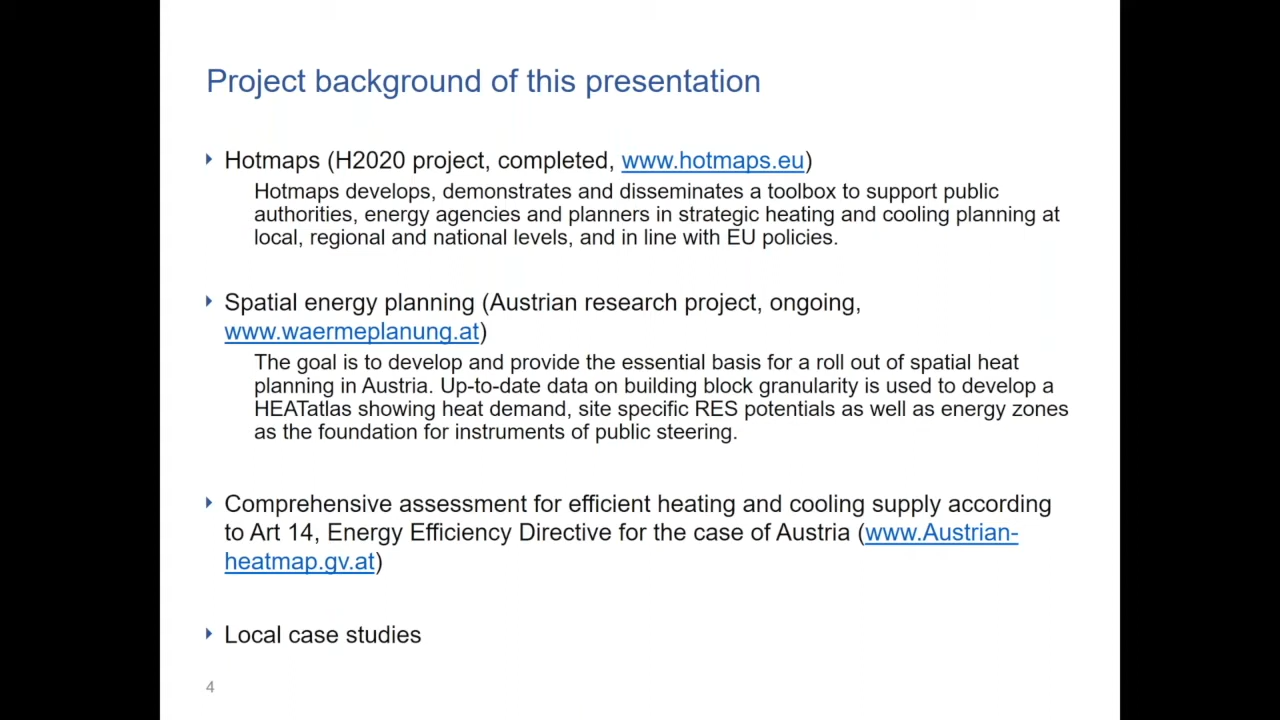 Project background of this presentation
Hotmaps (H2020 project, completed, www.hotmaps.eu)
Hotmaps develops, demonstrates and disseminates a toolbox to support public
authorities, energy agencies and planners in strategic heating and cooling planning at
local, regional and national levels, and in line with EU policies.
Spatial energy planning (Austrian research project, ongoing,
www.waermeplanung.at)
The goal is to develop and provide the essential basis for a roll out of spatial heat
planning in Austria. Up-to-date data on building block granularity is used to develop a
HEATatlas showing heat demand, site specific RES potentials as well as energy zones
as the foundation for instruments of public steering.
Comprehensive assessment for efficient heating and cooling supply according
to Art 14, Energy Efficiency Directive for the case of Austria (www.Austrian-
heatmap.gv.at)
Local case studies
4